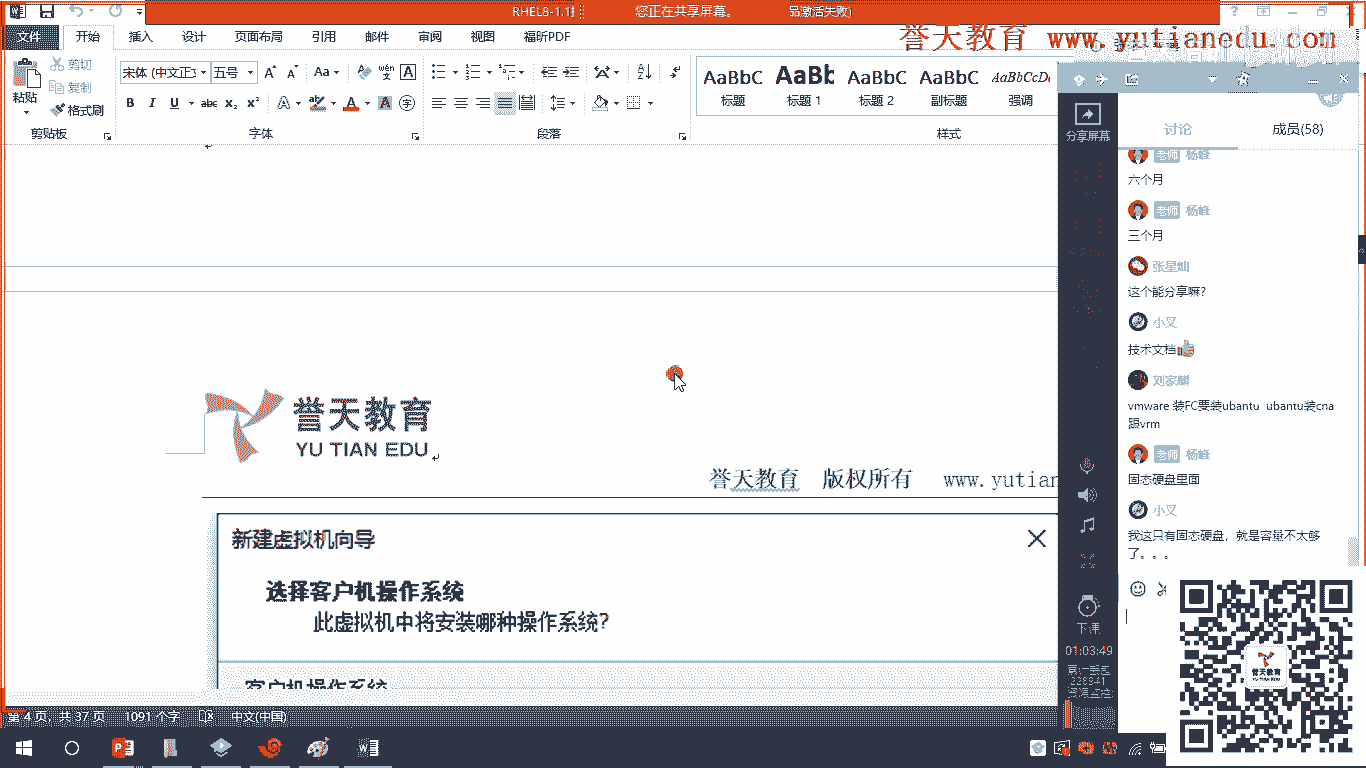 RHEL8-1.1
您正在共享屏幕。
品激活失败)
誉天教育 www.yutianedu.com
文件
开始
插入
设计
页面布局
引用
邮件
审阅
视图
福昕PDF
粘贴
剪切
复制
格式刷
剪贴板
宋体 (中文正文
五号
字体
段落
AaBbC
标题
AaBb
标题 1
AaBbC
标题 2
AaBbC
副标题
AaBbCcD
强调
样式
分享屏幕
讨论
成员(58)
老师 杨峰
六个月
老师 杨峰
三个月
张星灿
这个能分享嘛?
小叉
技术文档👍
刘家麟
vmware 装FC要装ubantu ubantu装cna
跟vrm
老师 杨峰
固态硬盘里面
小叉
我这只有固态硬盘，就是容量不太够
了。。。
下课
01:03:49
誉天教育
YU TIAN EDU
誉天教育 版权所有 www.yutian
新建虚拟机向导
选择客户机操作系统
此虚拟机中将安装哪种操作系统?
客户机操作系统
誉天教育
YU TIAN EDU
第 4 页，共 37 页
1091 个字
中文(中国)